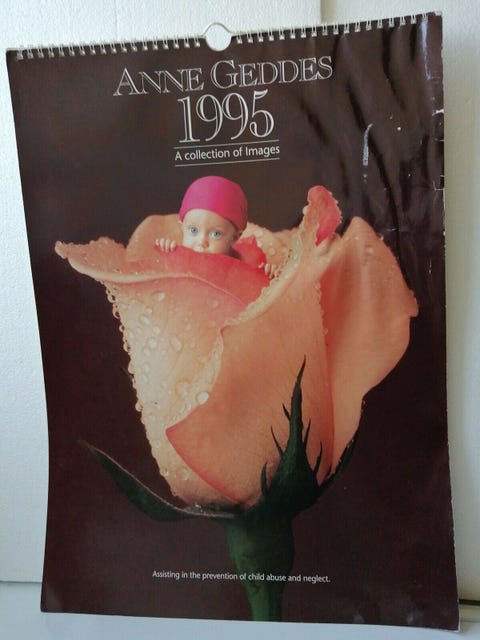 ANNE GEDDES
1995
A collection of Images
Assisting in the prevention of child abuse and neglect.